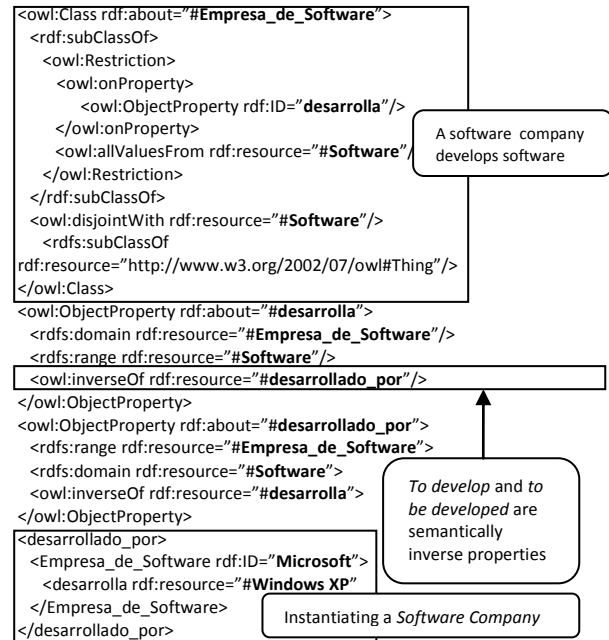 <owl:Class rdf:about=”#Empresa_de_Software”>
<rdf:subClassOf>
<owl:Restriction>
<owl:onProperty>
<owl:ObjectProperty rdf:ID=”desarrolla”/>
</owl:onProperty>
<owl:allValuesFrom rdf:resource=”#Software”/
</owl:Restriction>
</rdf:subClassOf>
<owl:disjointWith rdf:resource=”#Software”/>
<rdfs:subClassOf
rdf:resource=”http://www.w3.org/2002/07/owl#Thing”/>
</owl:Class>
A software company
develops software
<owl:ObjectProperty rdf:about=”#desarrolla”>
<rdfs:domain rdf:resource=”#Empresa_de_Software”/>
<rdfs:range rdf:resource=”#Software”/>
<owl:inverseOf rdf:resource=”#desarrollado_por”/>
</owl:ObjectProperty>
<owl:ObjectProperty rdf:about=”#desarrollado_por”>
<rdfs:range rdf:resource=”#Empresa_de_Software”>
<rdfs:domain rdf:resource=”#Software”>
<owl:inverseOf rdf:resource=”#desarrolla”>
</owl:ObjectProperty>
To develop and to
be developed are
semantically
inverse properties
<desarrollado_por>
<Empresa_de_Software rdf:ID=”Microsoft”>
<desarrolla rdf:resource=”#Windows XP”
</Empresa_de_Software>
</desarrollado_por>
Instantiating a Software Company